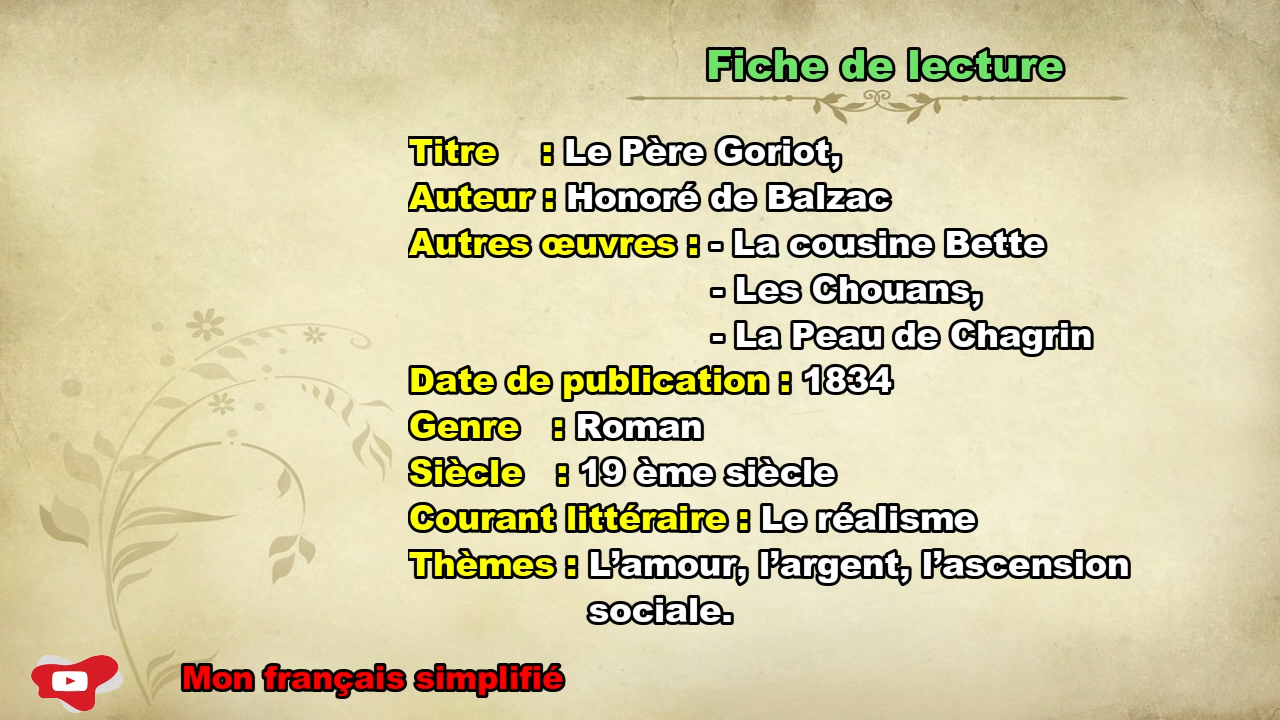 Fiche de lecture
Titre : Le Père Goriot,
Auteur : Honoré de Balzac
Autres œuvres : - La cousine Bette
- Les Chouans,
- La Peau de Chagrin
Date de publication : 1834
Genre : Roman
Siècle : 19 ème siècle
Courant littéraire : Le réalisme
Thèmes : L’amour, l’argent, l’ascension
sociale.
Mon français simplifié